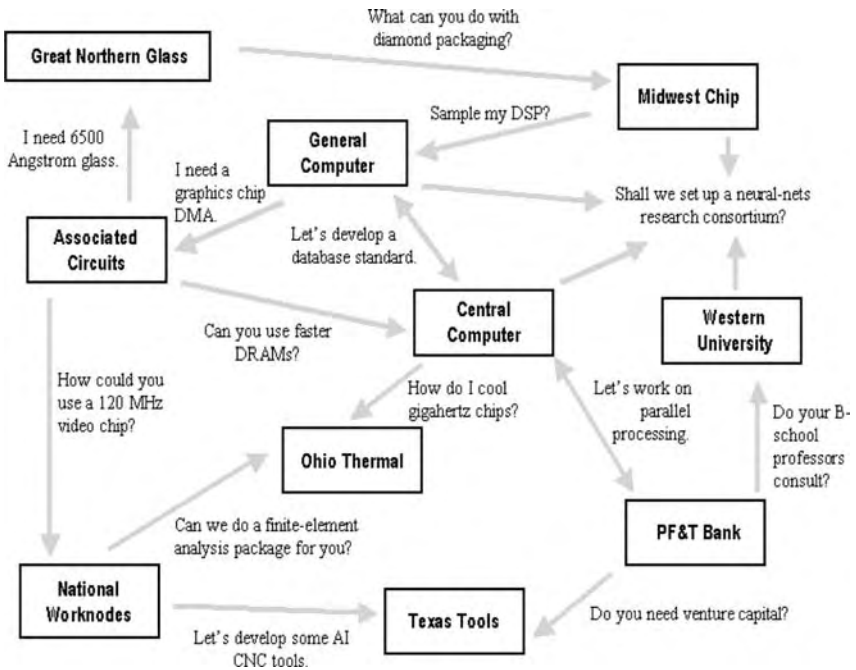 What can you do with
diamond packaging?
Great Northern Glass
Midwest Chip
Sample my DSP?
General
Computer
I need 6500
Angstrom glass.
I need a
graphics chip
DMA.
Shall we set up a neural-nets
research consortium?
Associated
Circuits
Let's develop a
database standard.
Central
Computer
Western
University
Can you use faster
DRAMs?
How could you
use a 120 MHz
video chip?
How do I cool
gigahertz chips?
Let's work on
parallel
processing.
Do your B-
school
professors
consult?
Ohio Thermal
Can we do a finite-element
analysis package for you?
PF&T Bank
National
Worknodes
Texas Tools
Do you need venture capital?
Let's develop some AI
CNC tools.